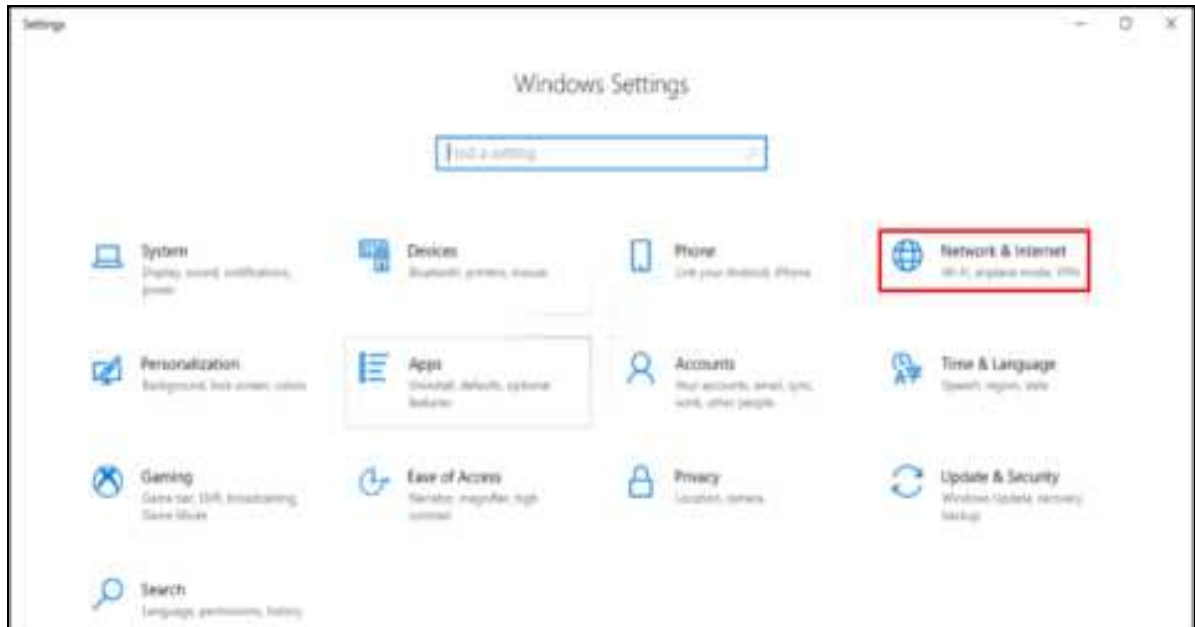 Settings
Windows Settings
Find a setting
System
Display, sound, notifications,
power
Devices
Bluetooth, printers, mouse
Phone
Link your Android, iPhone
Network & Internet
Wi-Fi, airplane mode, VPN
Personalization
Background, lock screen, colors
Apps
Uninstall, defaults, optional
features
Accounts
Your accounts, email, sync,
work, other people
Time & Language
Speech, region, date
Gaming
Game bar, DVR, broadcasting,
Game Mode
Ease of Access
Narrator, magnifier, high
contrast
Privacy
Location, camera
Update & Security
Windows Update, recovery,
backup
Search
Language, permissions, history